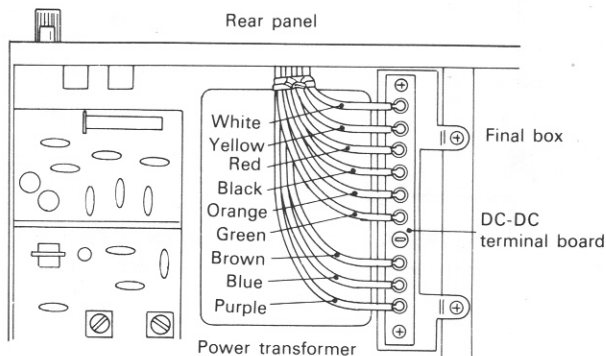 Rear panel
White
Yellow
Red
Black
Orange
Green
Brown
Blue
Purple
Final box
DC-DC
terminal board
Power transformer